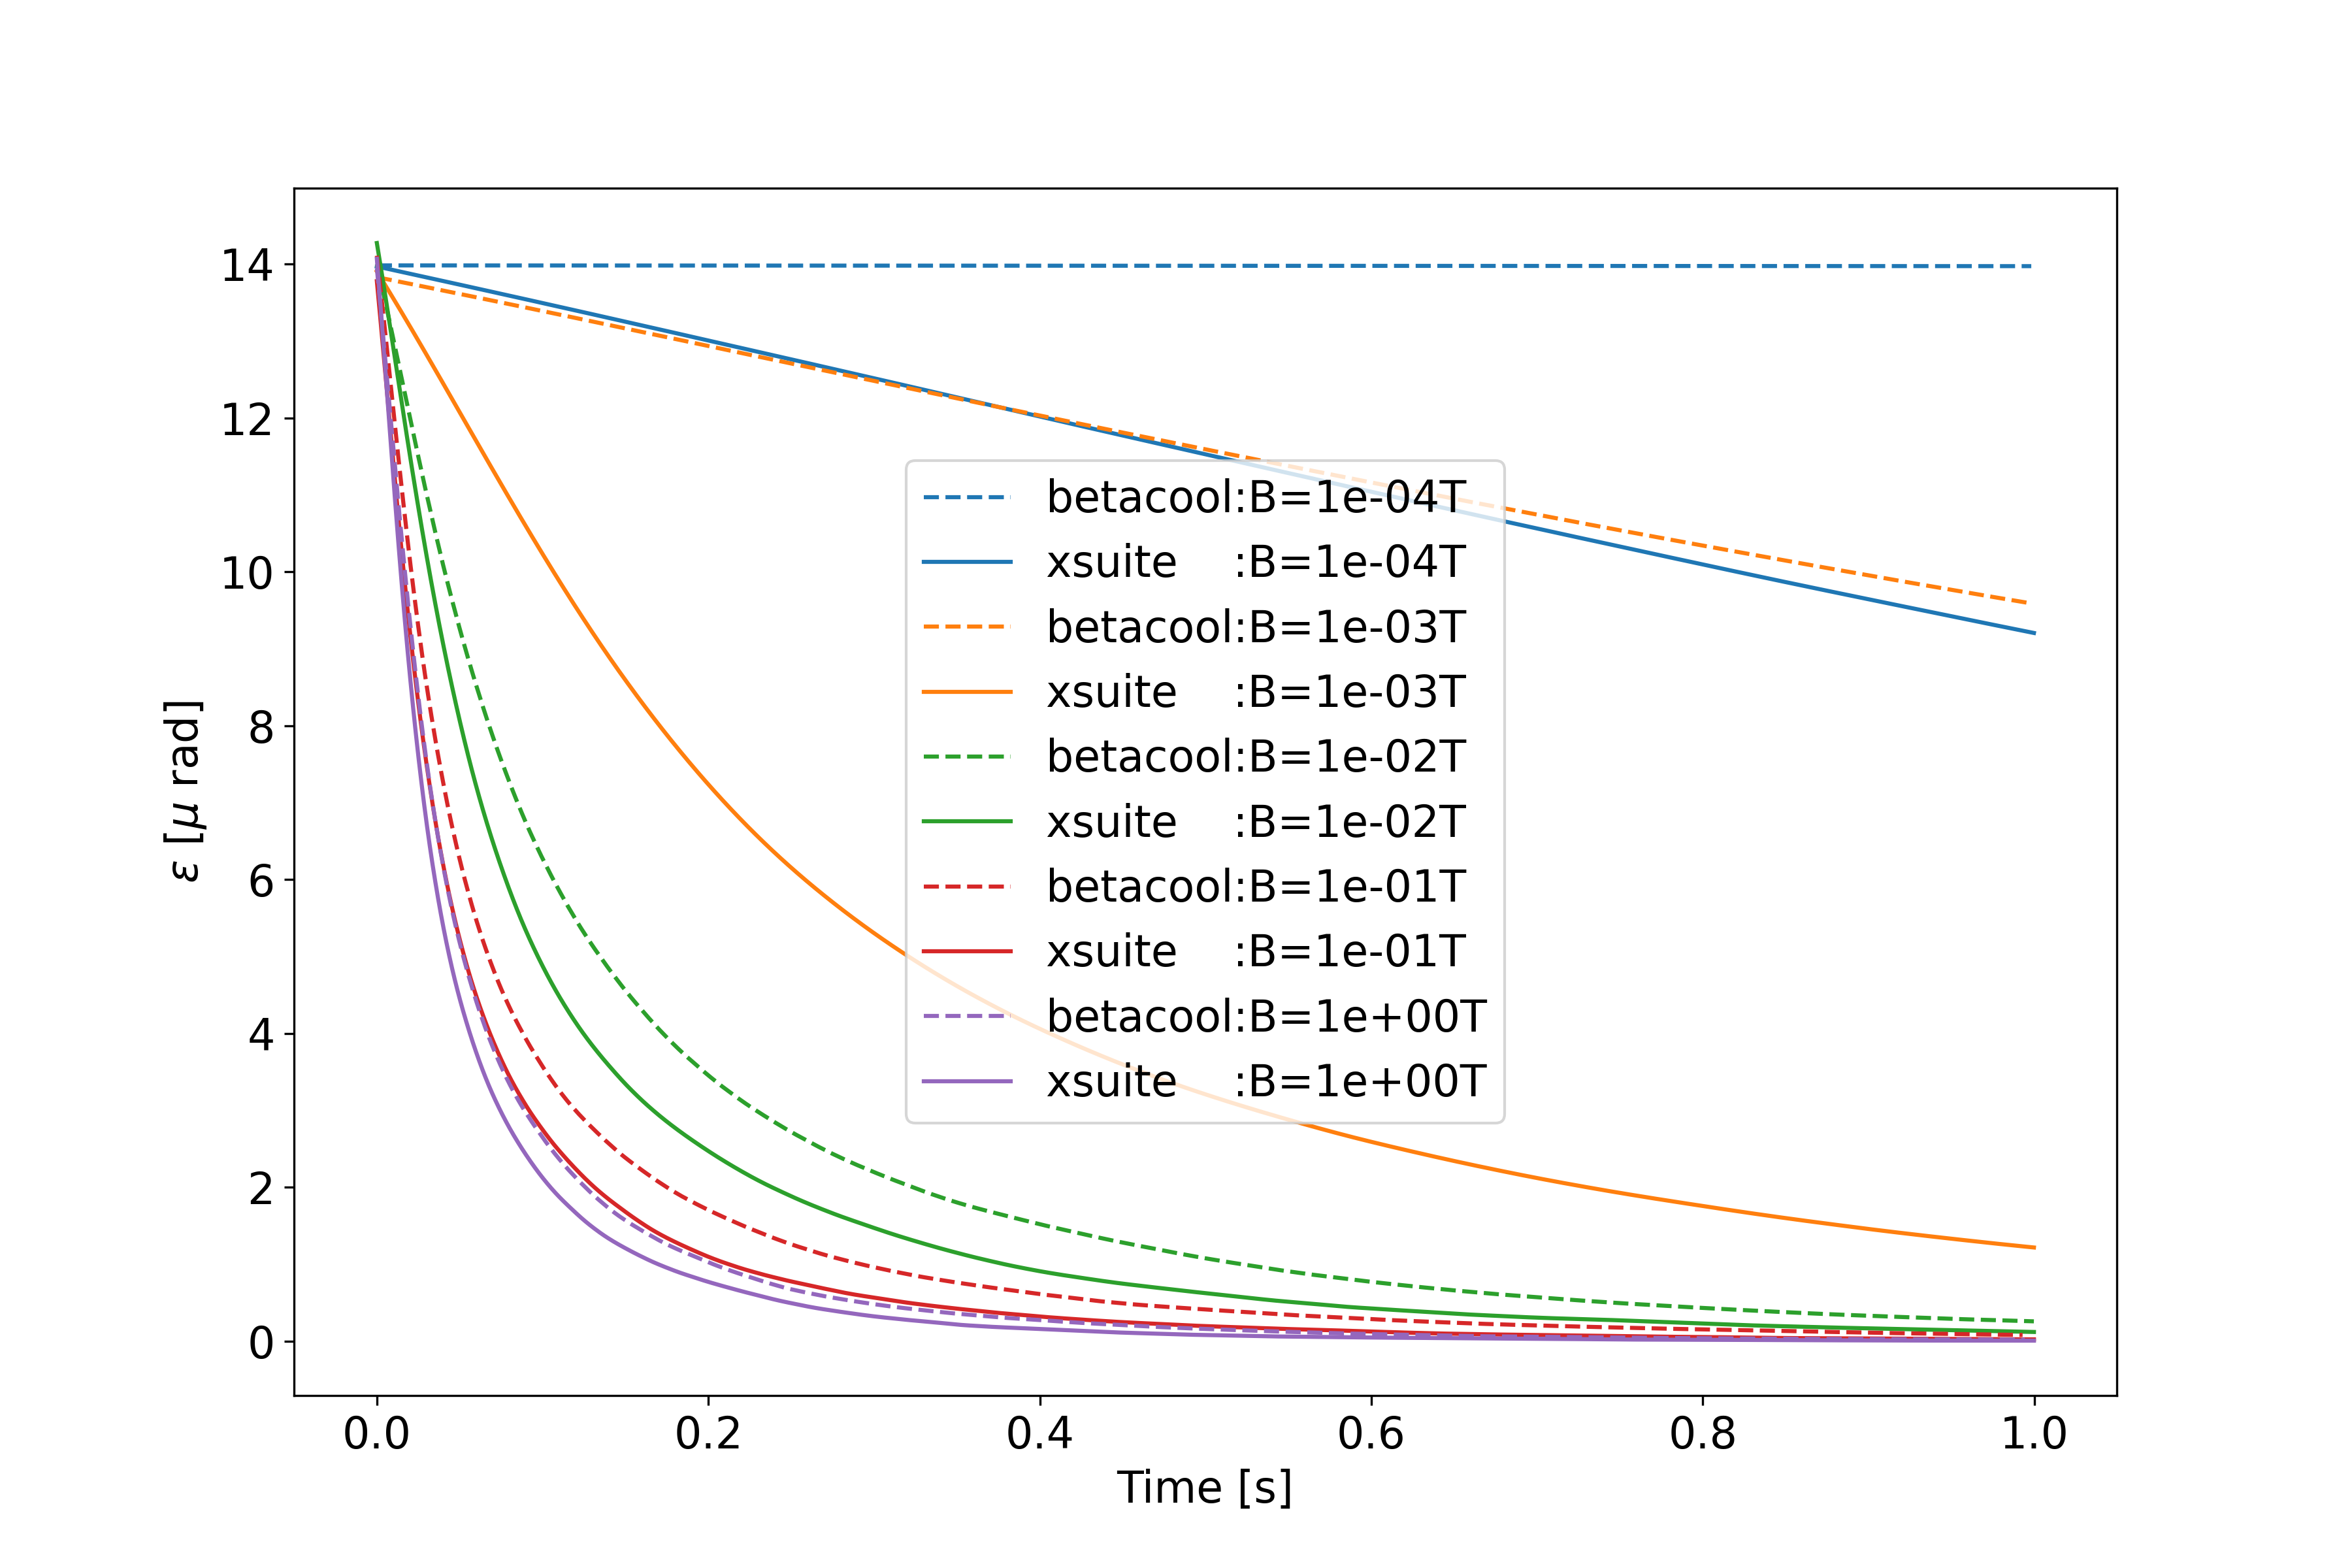 14
12
10
8
6
4
2
0
ε [μ rad]
betacool:B=1e-04T
xsuite :B=1e-04T
betacool:B=1e-03T
xsuite :B=1e-03T
betacool:B=1e-02T
xsuite :B=1e-02T
betacool:B=1e-01T
xsuite :B=1e-01T
betacool:B=1e+00T
xsuite :B=1e+00T
0.0 0.2 0.4 0.6 0.8 1.0
Time [s]